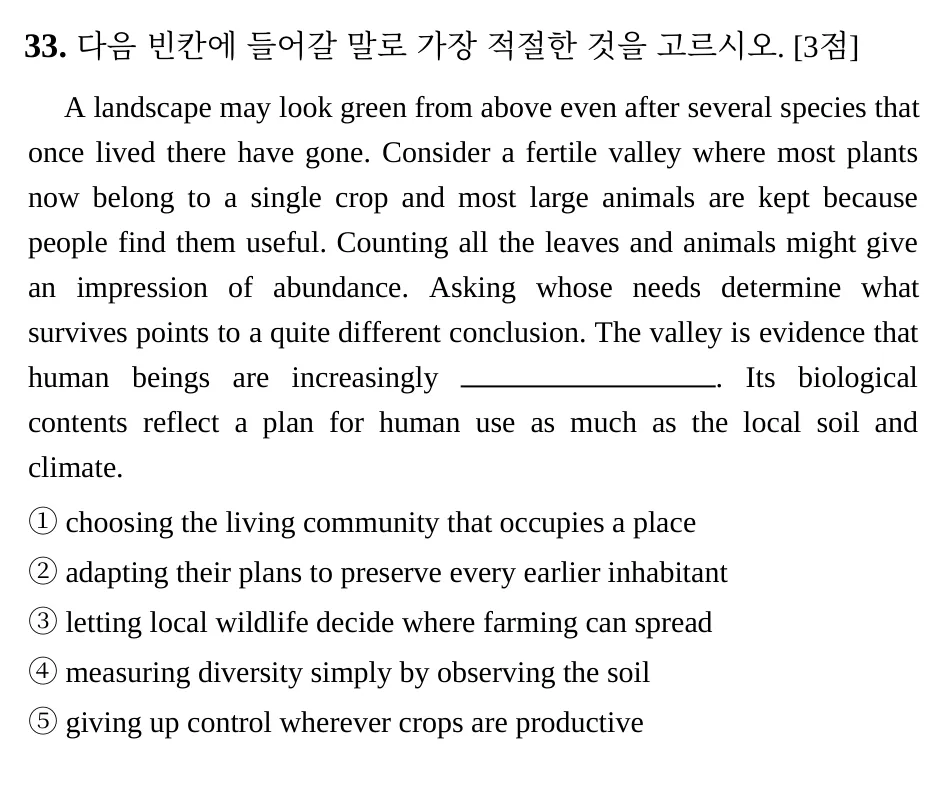 33. 다음 빈칸에 들어갈 말로 가장 적절한 것을 고르시오. [3점]
A landscape may look green from above even after several species that
once lived there have gone. Consider a fertile valley where most plants
now belong to a single crop and most large animals are kept because
people find them useful. Counting all the leaves and animals might give
an impression of abundance. Asking whose needs determine what
survives points to a quite different conclusion. The valley is evidence that
human beings are increasingly ________________. Its biological
contents reflect a plan for human use as much as the local soil and
climate.
① choosing the living community that occupies a place
② adapting their plans to preserve every earlier inhabitant
③ letting local wildlife decide where farming can spread
④ measuring diversity simply by observing the soil
⑤ giving up control wherever crops are productive